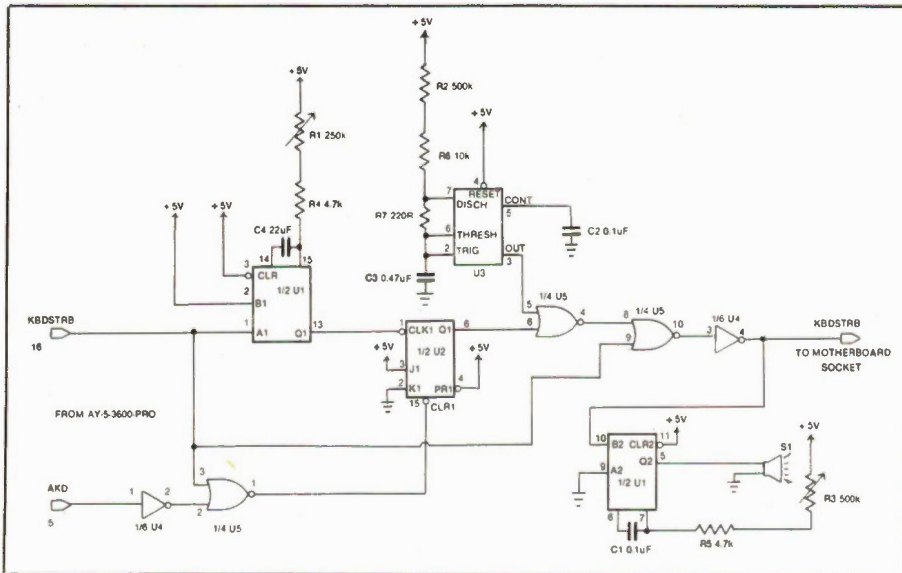 +5V
R2 500k
+5V
R1 250k
R6 10k
+5V
R4 4.7k
4
RESET
7
DISCH
CONT
5
R7 220R
6
THRESH
2
TRIG
OUT
3
U3
C2 0.1uF
C3 0.47uF
+5V
+5V
C4 22uF
14
15
3
CLR
1/2 U1
2
B1
1
A1
Q1
13
KBDSTRB
16
1
CLK1
Q1
6
1/2 U2
+5V
3
J1
2
K1
PR1
4
+5V
15
CLR1
1/4 U5
5
6
4
1/4 U5
8
9
10
1/6 U4
3
4
KBDSTRB
TO MOTHERBOARD
SOCKET
FROM AY-5-3600-PRO
AKD
5
1
2
1/6 U4
3
2
1
1/4 U5
10
B2
CLR2
11
+5V
9
A2
Q2
5
1/2 U1
6
7
S1
+5V
R3 500k
C1 0.1uF
R5 4.7k